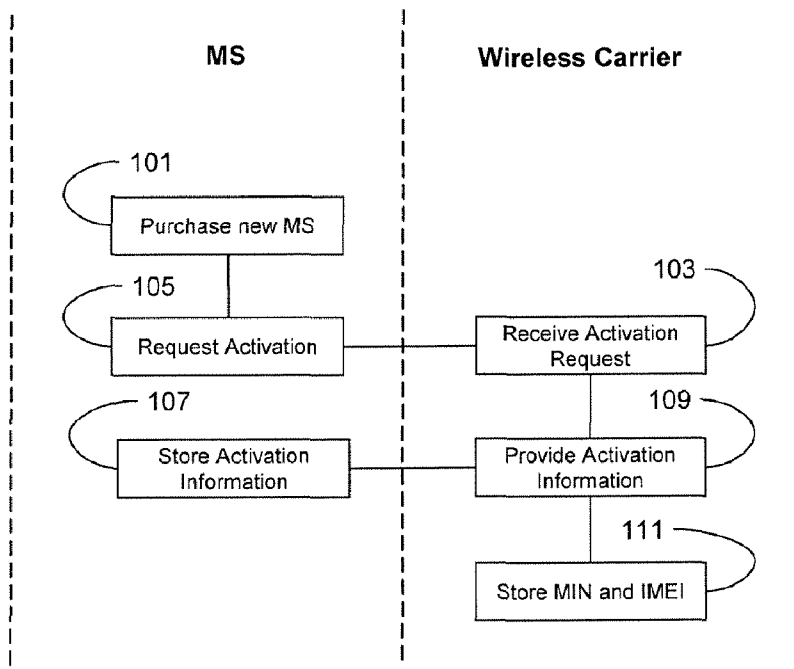 MS
Wireless Carrier
101
Purchase new MS
105
Request Activation
103
Receive Activation
Request
107
Store Activation
Information
109
Provide Activation
Information
111
Store MIN and IMEI